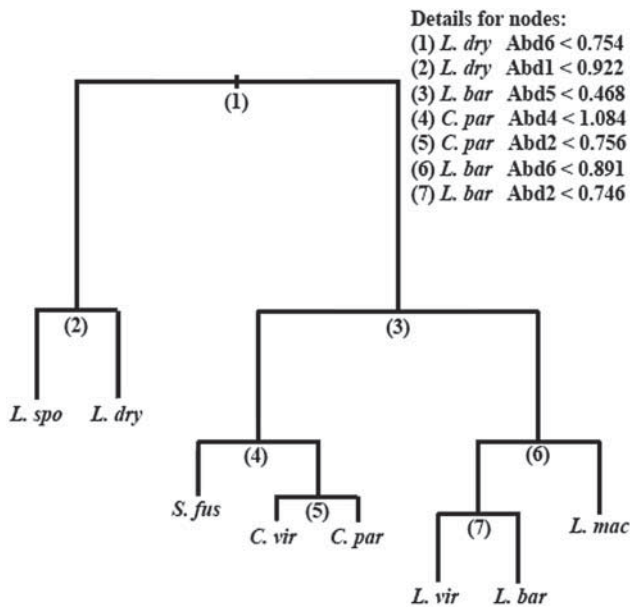 Details for nodes:
(1) L. dry Abd6 < 0.754
(2) L. dry Abd1 < 0.922
(3) L. bar Abd5 < 0.468
(4) C. par Abd4 < 1.084
(5) C. par Abd2 < 0.756
(6) L. bar Abd6 < 0.891
(7) L. bar Abd2 < 0.746
(1)
(2)
(3)
L. spo
L. dry
(4)
(6)
S. fus
(5)
C. vir
C. par
(7)
L. mac
L. vir
L. bar